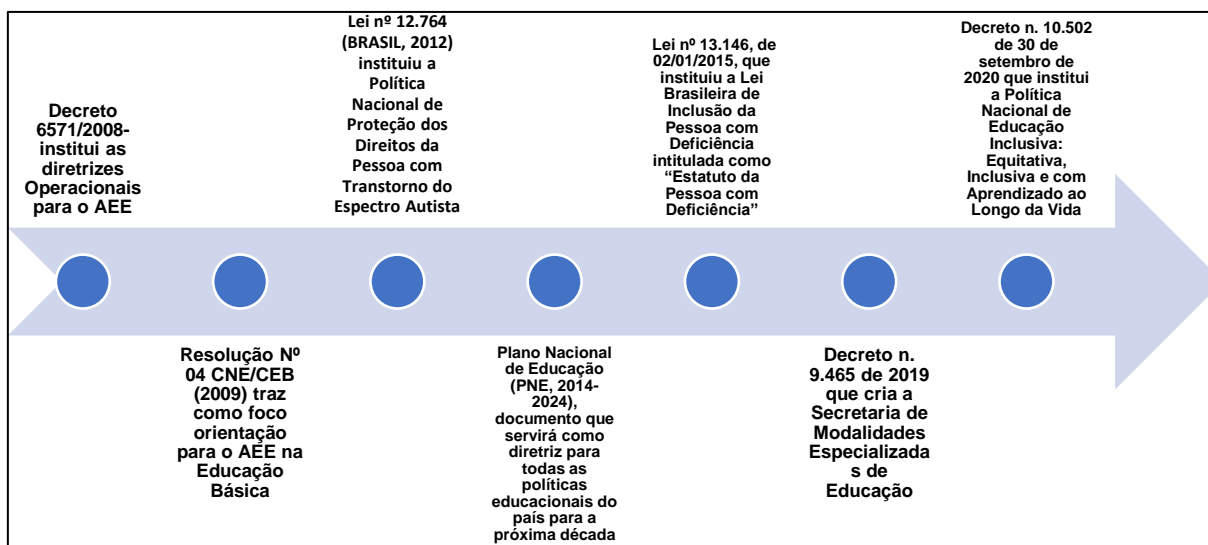 Decreto
6571/2008-
institui as
diretrizes
Operacionais
para o AEE
Resolução Nº
04 CNE/CEB
(2009) traz
como foco
orientação
para o AEE na
Educação
Básica
Lei nº 12.764
(BRASIL, 2012)
instituiu a
Política
Nacional de
Proteção dos
Direitos da
Pessoa com
Transtorno do
Espectro Autista
Plano Nacional
de Educação
(PNE, 2014-
2024),
documento que
servirá como
diretriz para
todas as
políticas
educacionais do
país para a
próxima década
Lei nº 13.146, de
02/01/2015, que
instituiu a Lei
Brasileira de
Inclusão da
Pessoa com
Deficiência
intitulada como
“Estatuto da
Pessoa com
Deficiência”
Decreto n.
9.465 de 2019
que cria a
Secretaria de
Modalidades
Especializada
s de
Educação
Decreto n. 10.502
de 30 de
setembro de
2020 que institui
a Política
Nacional de
Educação
Inclusiva:
Equitativa,
Inclusiva e com
Aprendizado ao
Longo da Vida